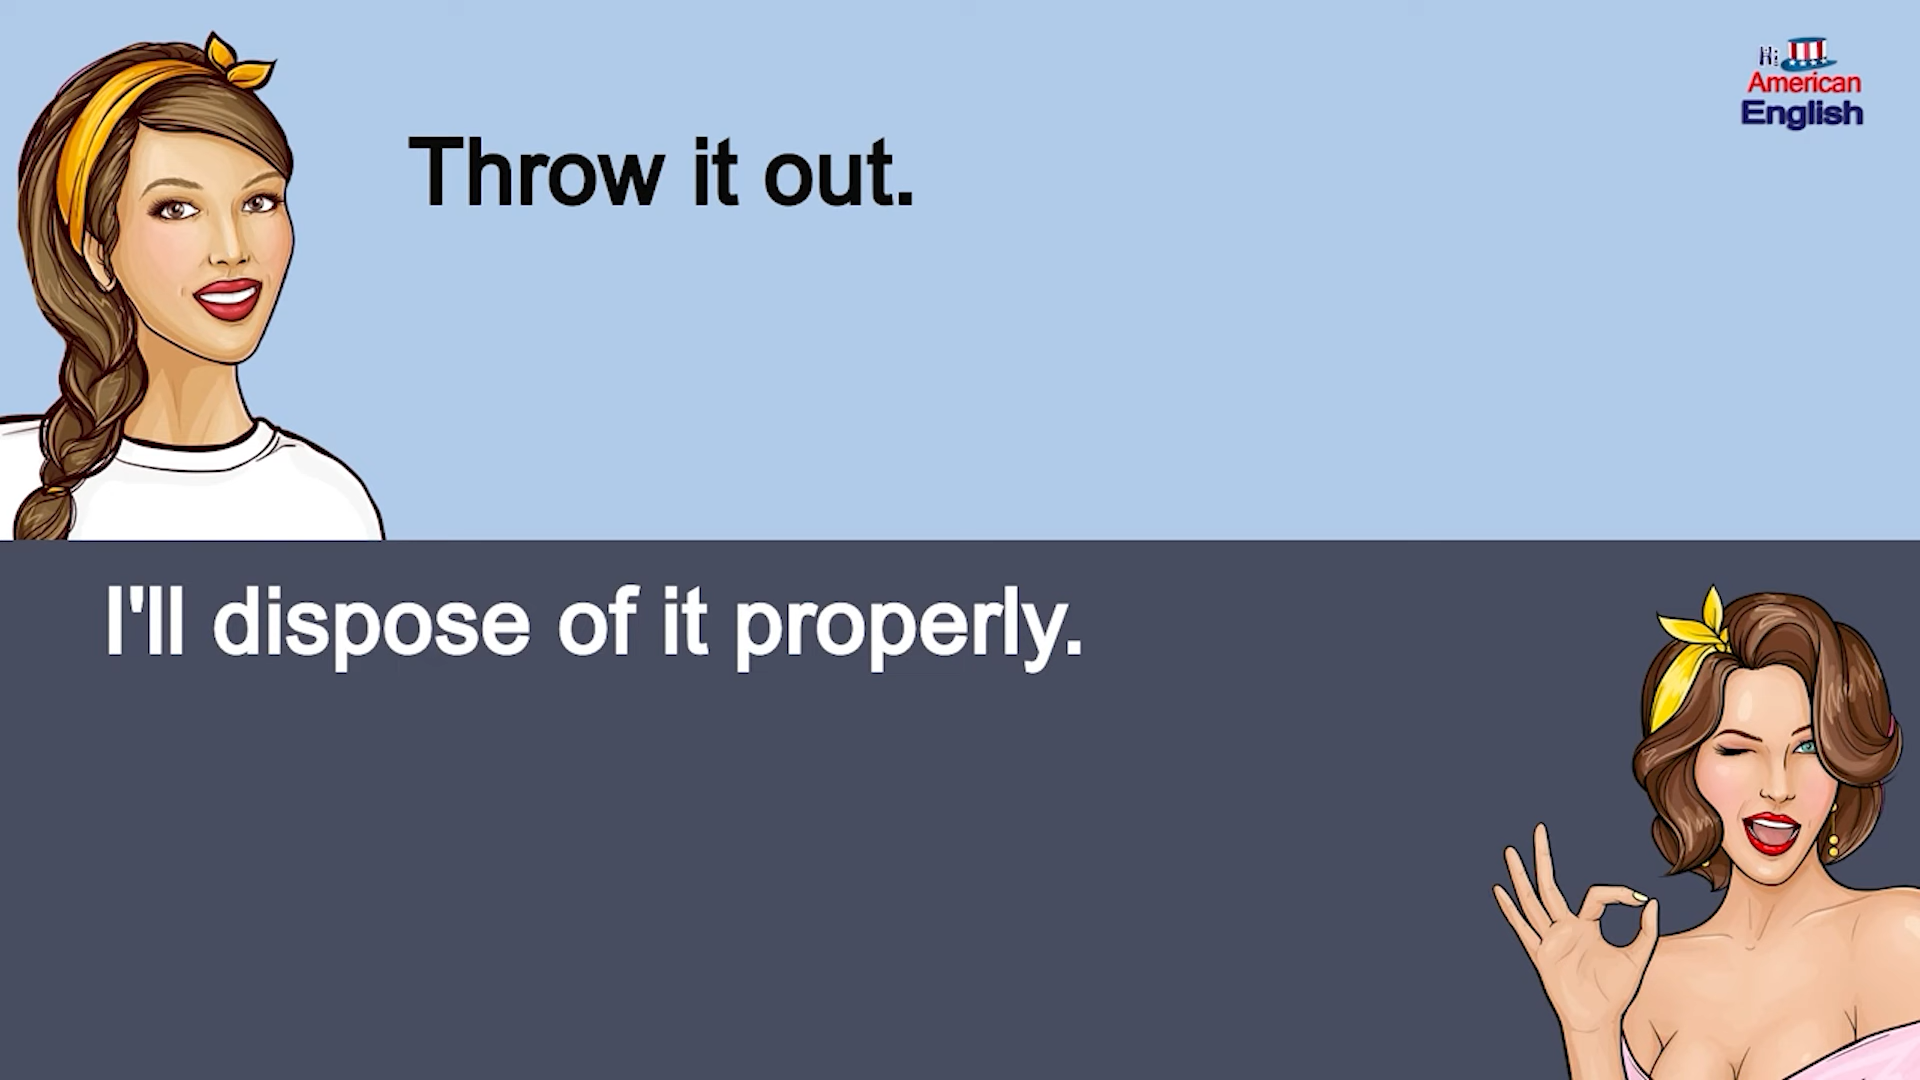 Hi
American
English
Throw it out.
I'll dispose of it properly.